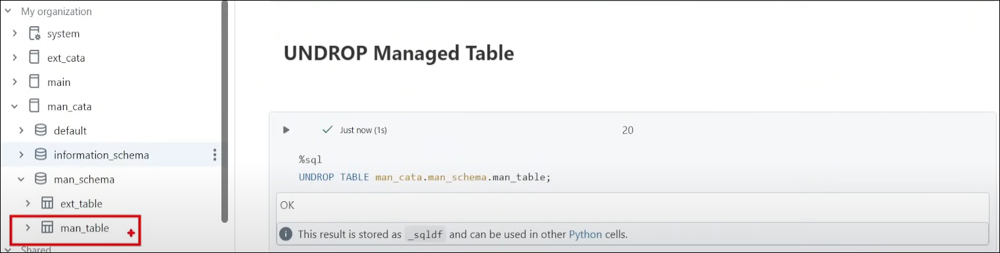 My organization
system
ext_cata
main
man_cata
default
information_schema
man_schema
ext_table
man_table
Shared
UNDROP Managed Table
Just now (1s)
20
%sql
UNDROP TABLE man_cata.man_schema.man_table;
OK
This result is stored as _sqldf and can be used in other Python cells.